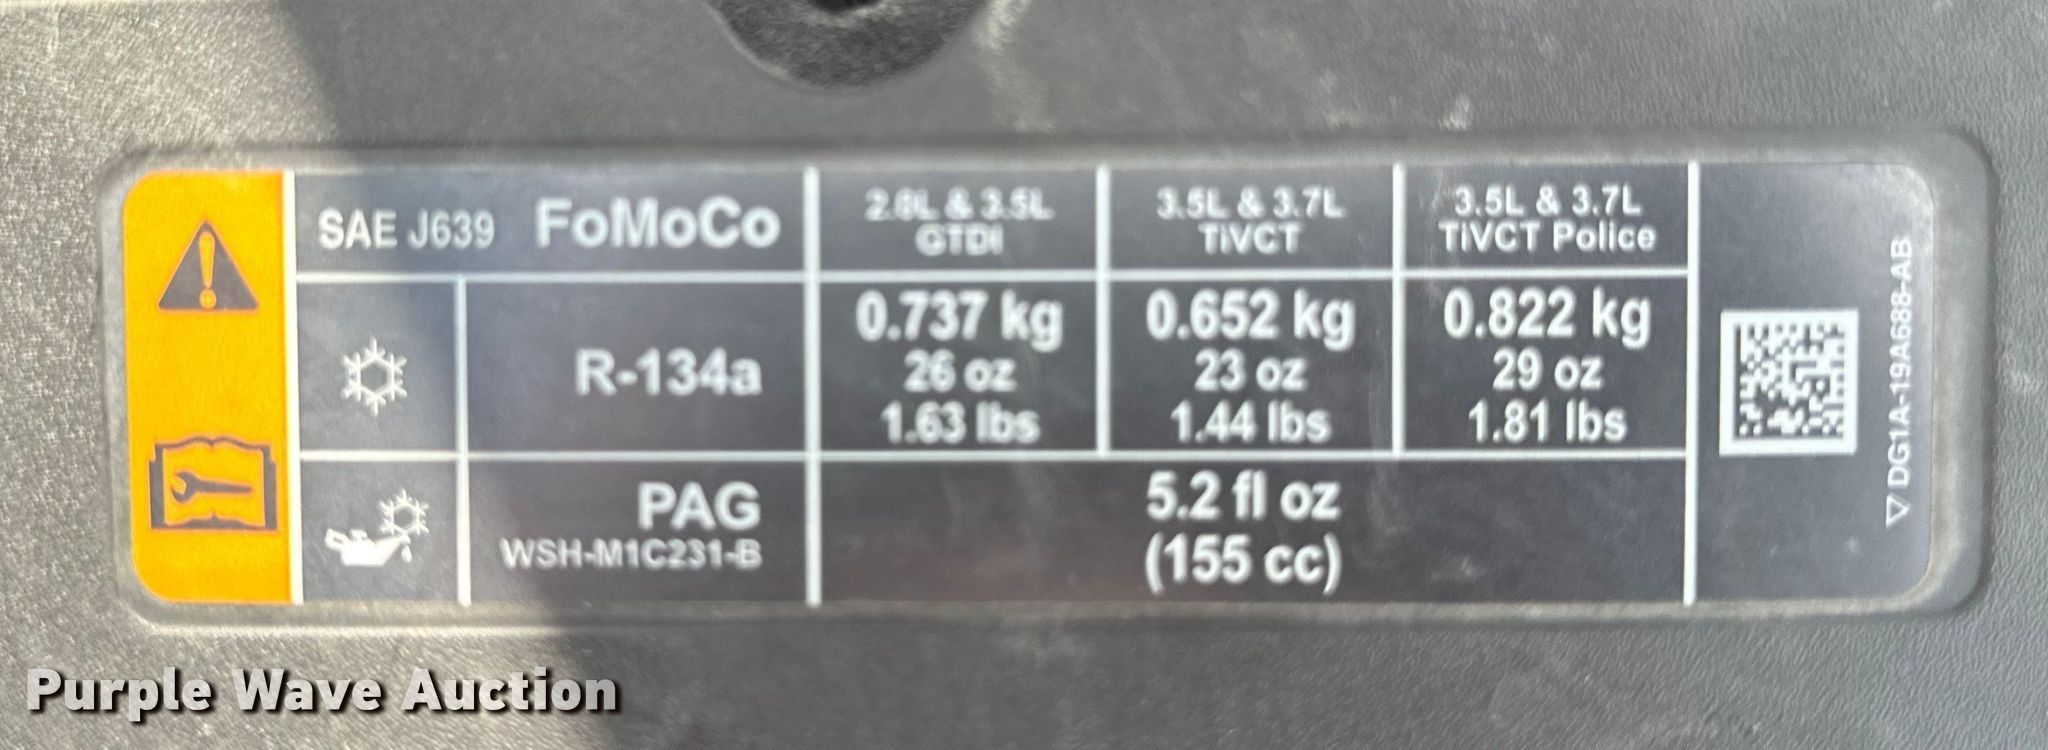 SAE J639 FoMoCo
2.0L & 3.5L
GTDI
3.5L & 3.7L
TiVCT
3.5L & 3.7L
TiVCT Police
R-134a
0.737 kg
26 oz
1.63 lbs
0.652 kg
23 oz
1.44 lbs
0.822 kg
29 oz
1.81 lbs
PAG
WSH-M1C231-B
5.2 fl oz
(155 cc)
DG1A-19A688-AB
Purple Wave Auction